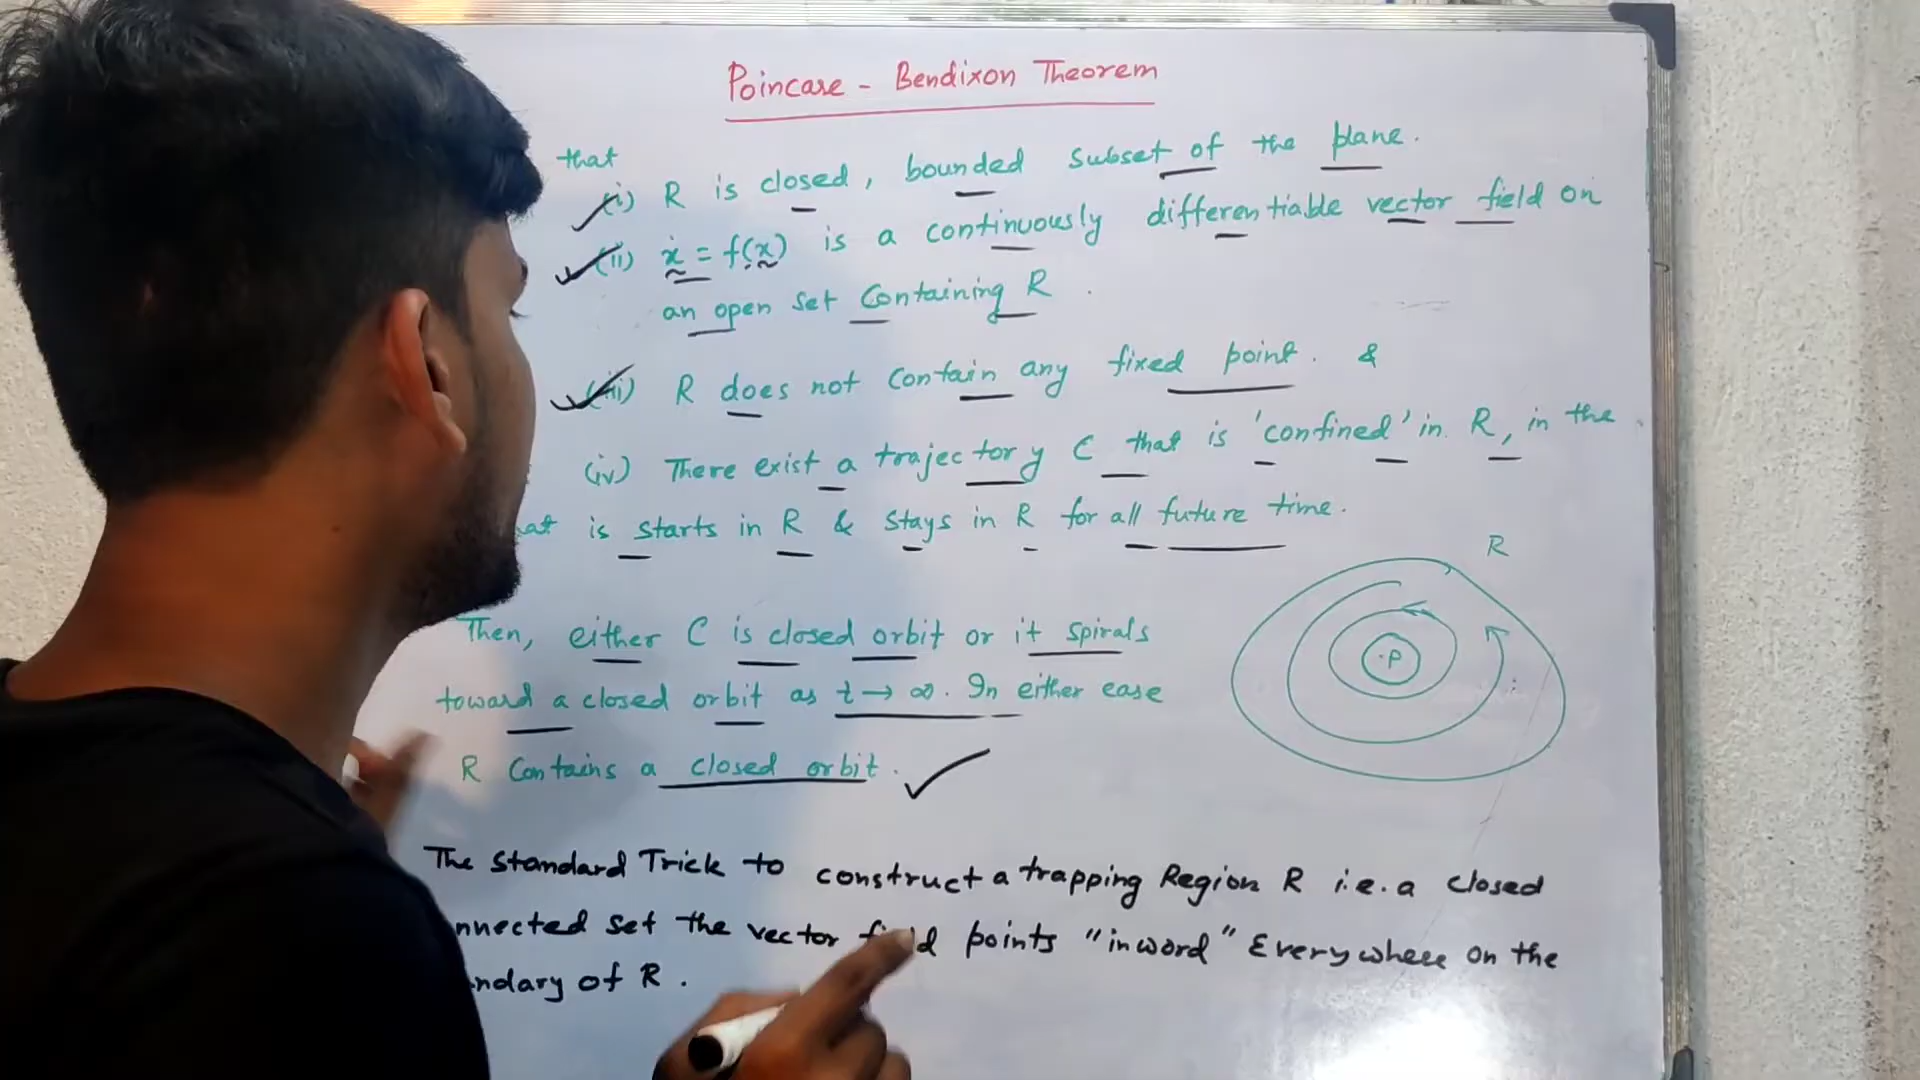 Poincase - Bendixon Theorem
that
(i) R is closed, bounded subset of the plane.
(ii) ẋ = f(x) is a continuously differentiable vector field on
an open set Containing R.
(iii) R does not contain any fixed point. &
(iv) There exist a trajectory C that is 'confined' in R, in the
is starts in R & stays in R for all future time.
R
P
Then, either C is closed orbit or it spirals
toward a closed orbit as t → ∞. In either case
R Contains a closed orbit.
The standard Trick to construct a trapping Region R i.e. a closed
set the vector field points "inword" Everywhere on the
of R.